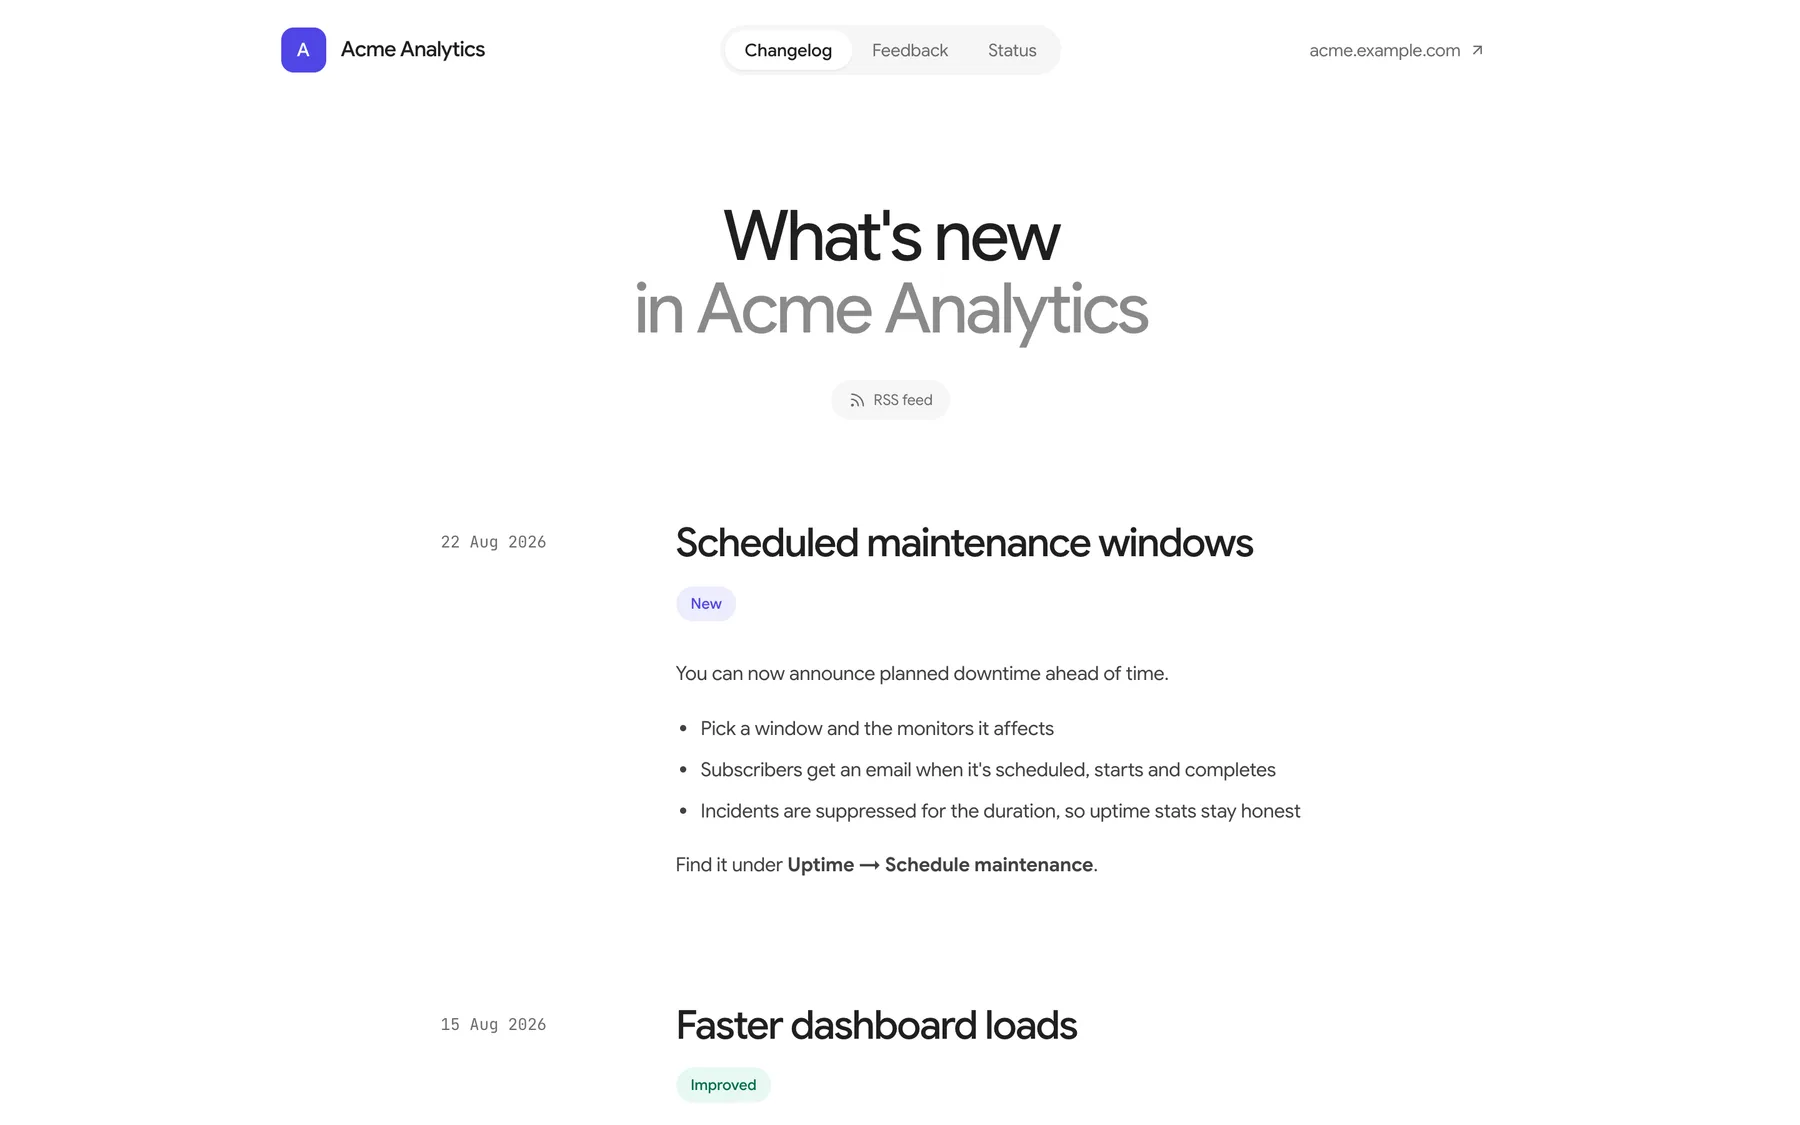 A
Acme Analytics
Changelog
Feedback
Status
acme.example.com ↗
What's new
in Acme Analytics
RSS feed
22 Aug 2026
Scheduled maintenance windows
New
You can now announce planned downtime ahead of time.
• Pick a window and the monitors it affects
• Subscribers get an email when it's scheduled, starts and completes
• Incidents are suppressed for the duration, so uptime stats stay honest
Find it under Uptime → Schedule maintenance.
15 Aug 2026
Faster dashboard loads
Improved